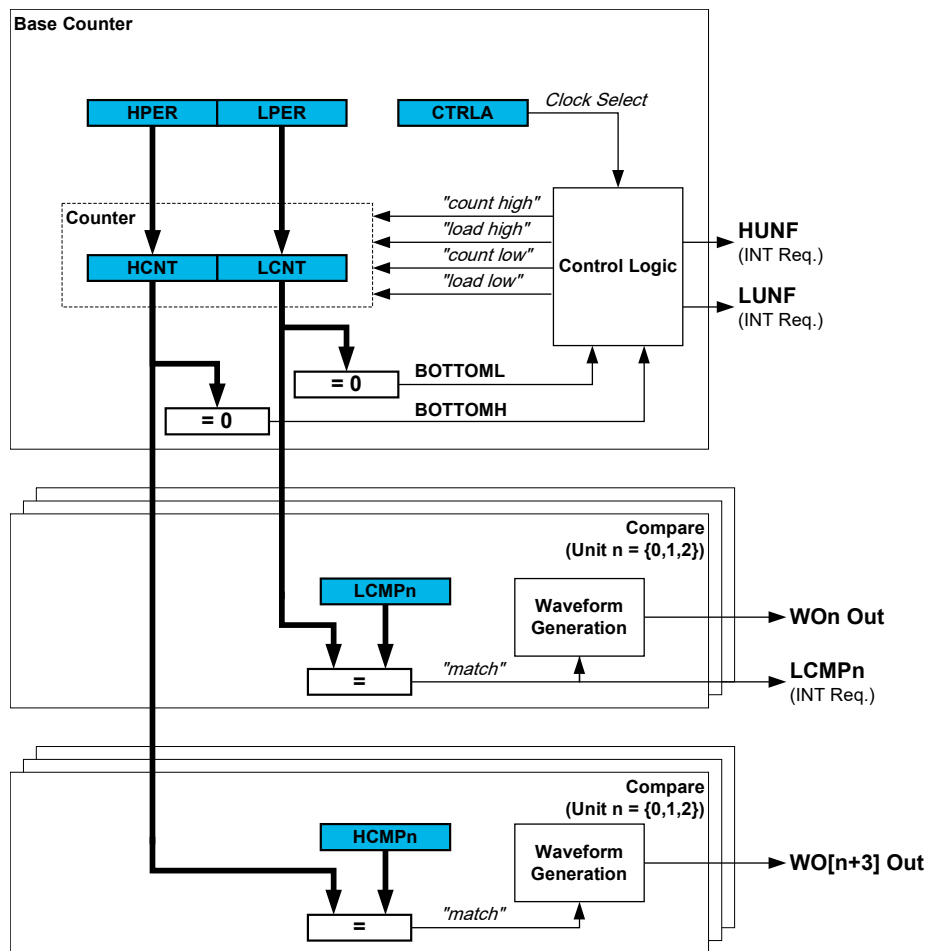 Base Counter
HPER
LPER
CTRLA
Clock Select
Counter
"count high"
"load high"
"count low"
"load low"
HCNT
LCNT
Control Logic
HUNF
(INT Req.)
LUNF
(INT Req.)
= 0
BOTTOML
= 0
BOTTOMH
Compare
(Unit n = {0,1,2})
LCMPn
Waveform
Generation
WOn Out
=
"match"
LCMPn
(INT Req.)
Compare
(Unit n = {0,1,2})
HCMPn
Waveform
Generation
WO[n+3] Out
=
"match"